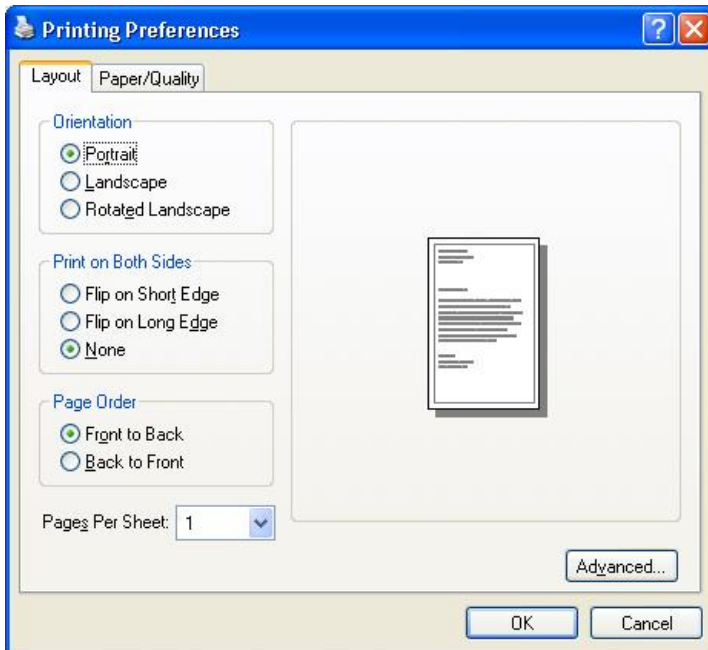 Printing Preferences
Layout
Paper/Quality
Orientation
Portrait
Landscape
Rotated Landscape
Print on Both Sides
Flip on Short Edge
Flip on Long Edge
None
Page Order
Front to Back
Back to Front
Pages Per Sheet: 1
Advanced...
OK
Cancel